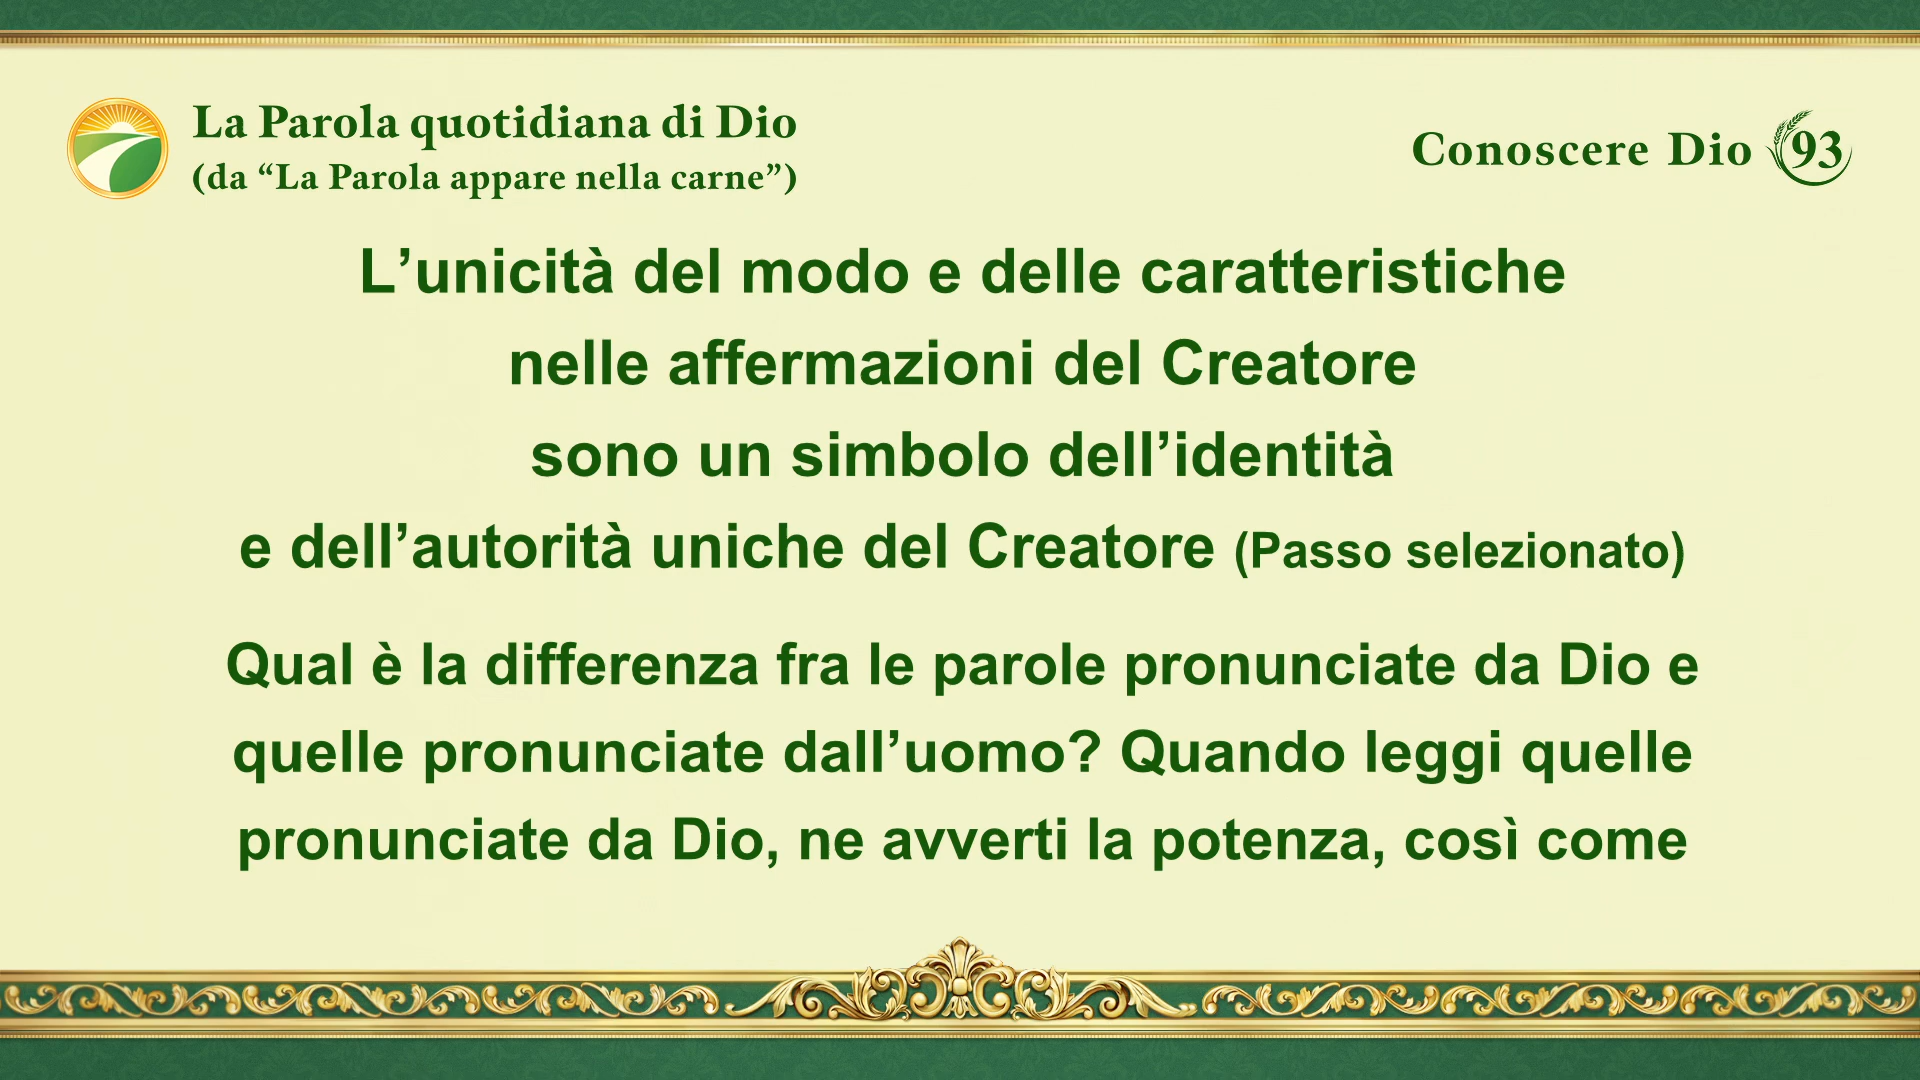 La Parola quotidiana di Dio
(da “La Parola appare nella carne”)
Conoscere Dio 93
L’unicità del modo e delle caratteristiche
nelle affermazioni del Creatore
sono un simbolo dell’identità
e dell’autorità uniche del Creatore (Passo selezionato)
Qual è la differenza fra le parole pronunciate da Dio e
quelle pronunciate dall’uomo? Quando leggi quelle
pronunciate da Dio, ne avverti la potenza, così come